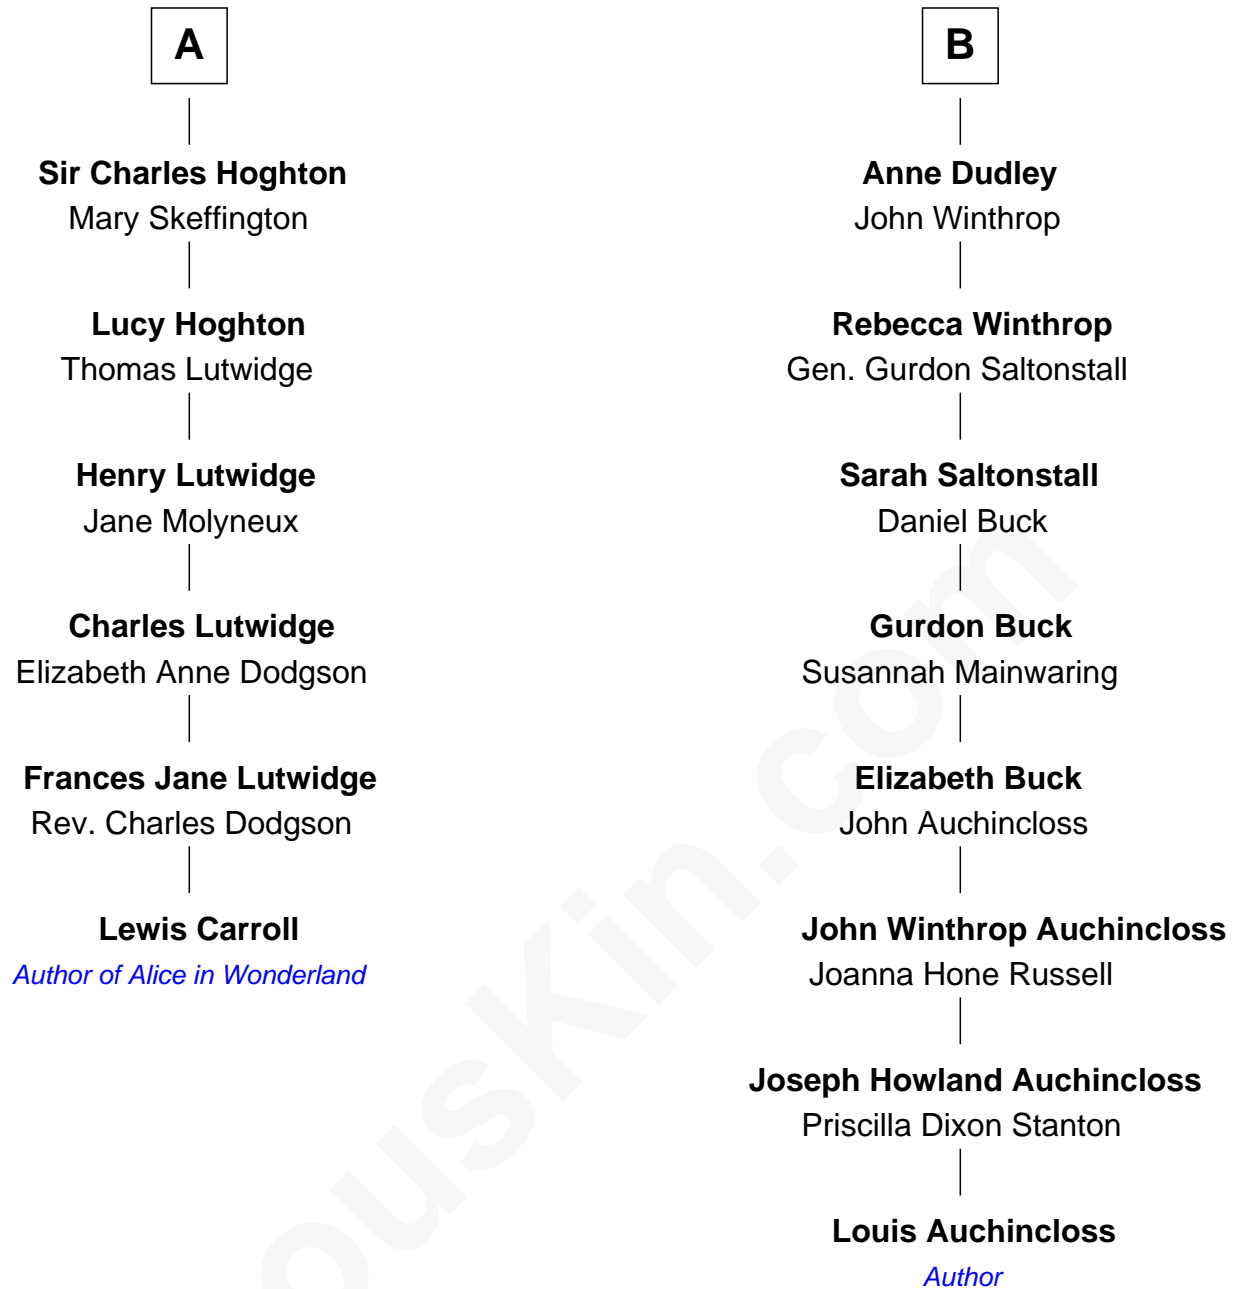 A
Sir Charles Hoghton
Mary Skeffington
Lucy Hoghton
Thomas Lutwidge
Henry Lutwidge
Jane Molyneux
Charles Lutwidge
Elizabeth Anne Dodgson
Frances Jane Lutwidge
Rev. Charles Dodgson
Lewis Carroll
Author of Alice in Wonderland
B
Anne Dudley
John Winthrop
Rebecca Winthrop
Gen. Gurdon Saltonstall
Sarah Saltonstall
Daniel Buck
Gurdon Buck
Susannah Mainwaring
Elizabeth Buck
John Auchincloss
John Winthrop Auchincloss
Joanna Hone Russell
Joseph Howland Auchincloss
Priscilla Dixon Stanton
Louis Auchincloss
Author
ousKin.com